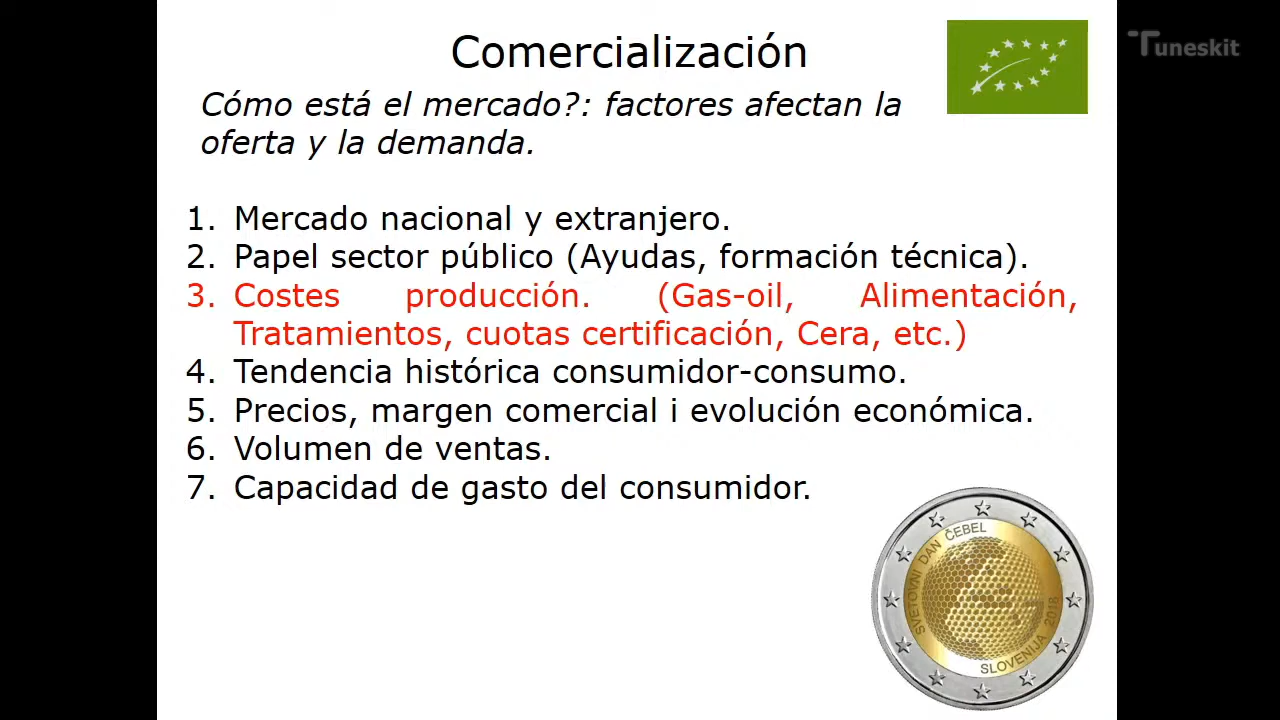 Comercialización
Tuneskit
Cómo está el mercado?: factores afectan la
oferta y la demanda.
1. Mercado nacional y extranjero.
2. Papel sector público (Ayudas, formación técnica).
3. Costes producción. (Gas-oil, Alimentación,
Tratamientos, cuotas certificación, Cera, etc.)
4. Tendencia histórica consumidor-consumo.
5. Precios, margen comercial i evolución económica.
6. Volumen de ventas.
7. Capacidad de gasto del consumidor.
SVETOVNI DAN ČEBEL
SLOVENIJA 2018